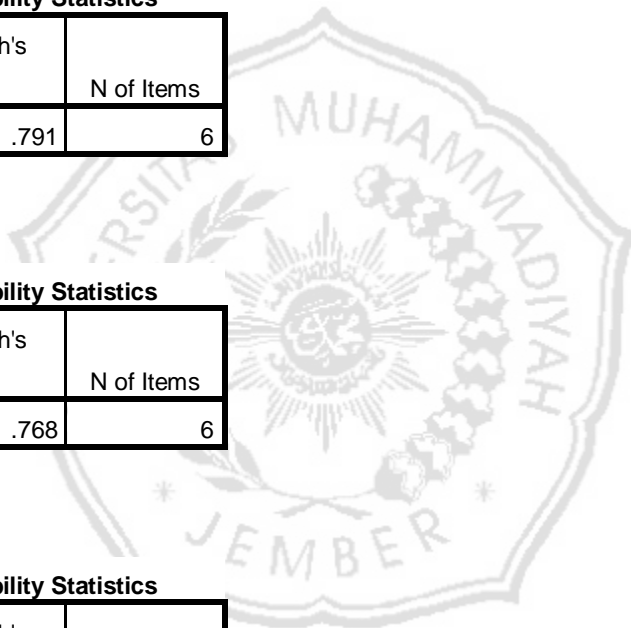 bility Statistics
h's
N of Items
.791 6
bility Statistics
h's
N of Items
.768 6
bility Statistics
MUHAMMADIYAH
JEMBER